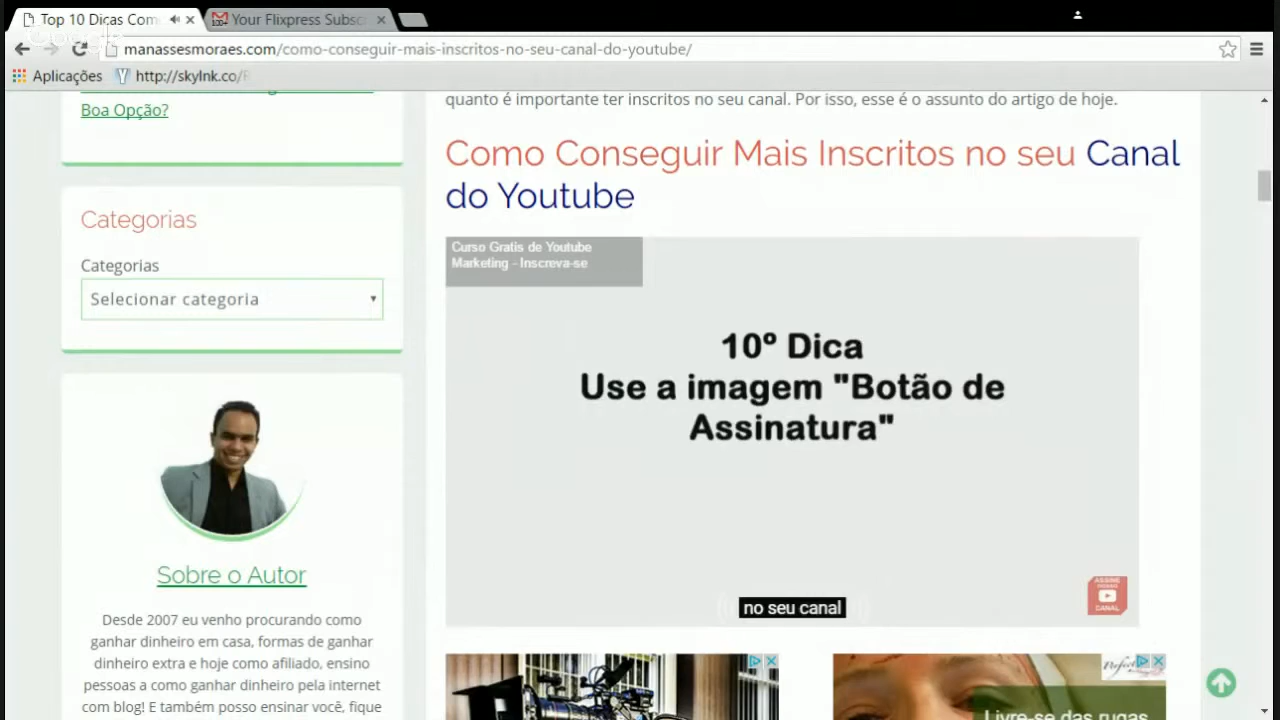 Top 10 Dicas Com
100+ Your Flixpress Subsc
manassesmoraes.com/como-conseguir-mais-inscritos-no-seu-canal-do-youtube/
Aplicações
http://skylnk.co/
Boa Opção?
Categorias
Categorias
Selecionar categoria
Sobre o Autor
Desde 2007 eu venho procurando como
ganhar dinheiro em casa, formas de ganhar
dinheiro extra e hoje como afiliado, ensino
pessoas a como ganhar dinheiro pela internet
com blog! E também posso ensinar você, fique
quanto é importante ter inscritos no seu canal. Por isso, esse é o assunto do artigo de hoje.
Como Conseguir Mais Inscritos no seu Canal
do Youtube
Curso Gratis de Youtube
Marketing - Inscreva-se
10º Dica
Use a imagem "Botão de
Assinatura"
ASSINE
CANAL
no seu canal
Perfect
Livre-se das rugas